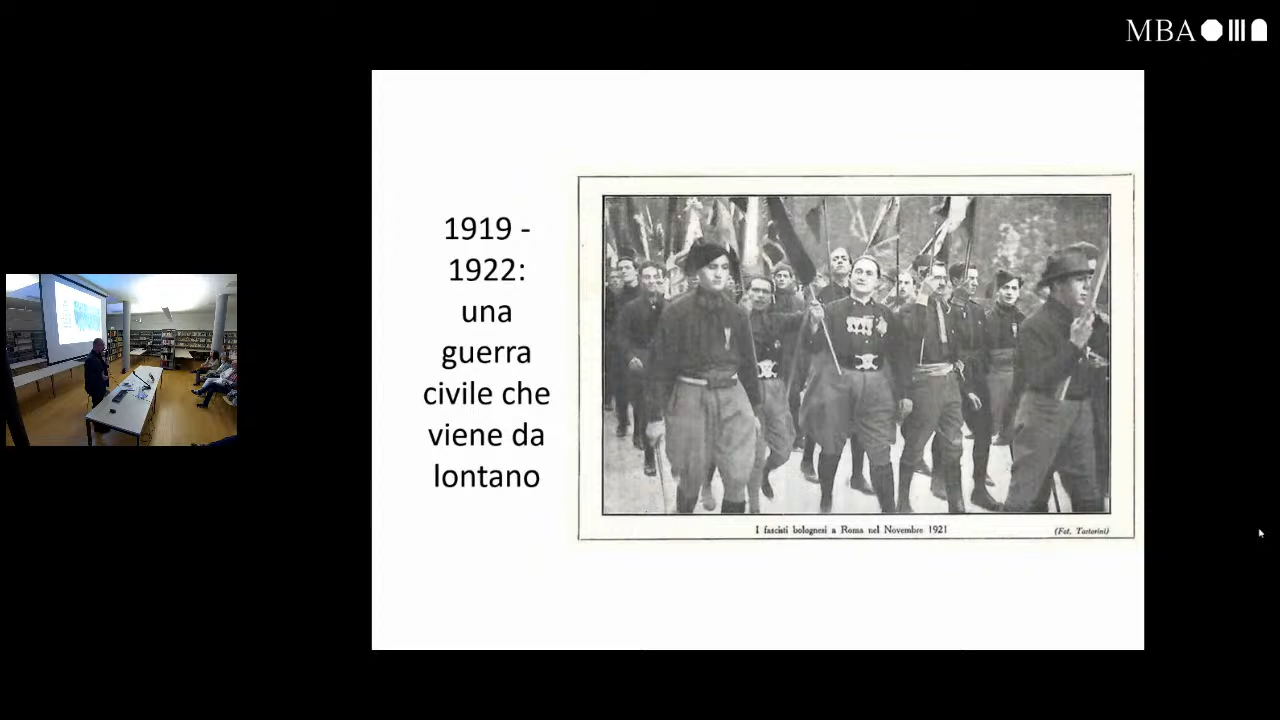 MBA
1919 -
1922:
una
guerra
civile che
viene da
lontano
I fascisti bolognesi a Roma nel Novembre 1921
(Fot. Tartarini)